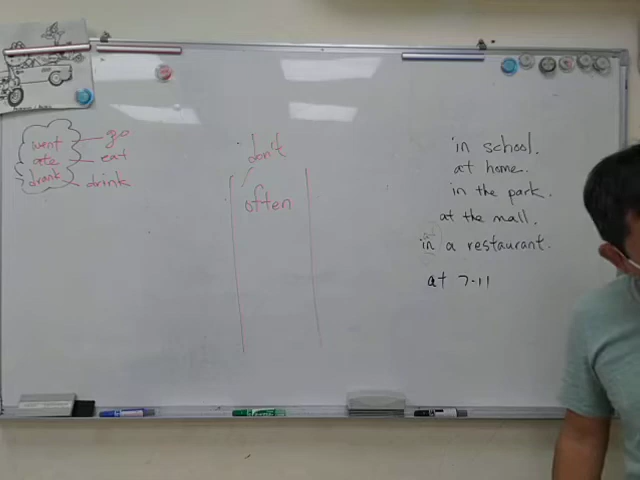 went go
ate eat
drank drink
don't
often
in school.
at home.
in the park.
at the mall.
in a restaurant.
at 7-11